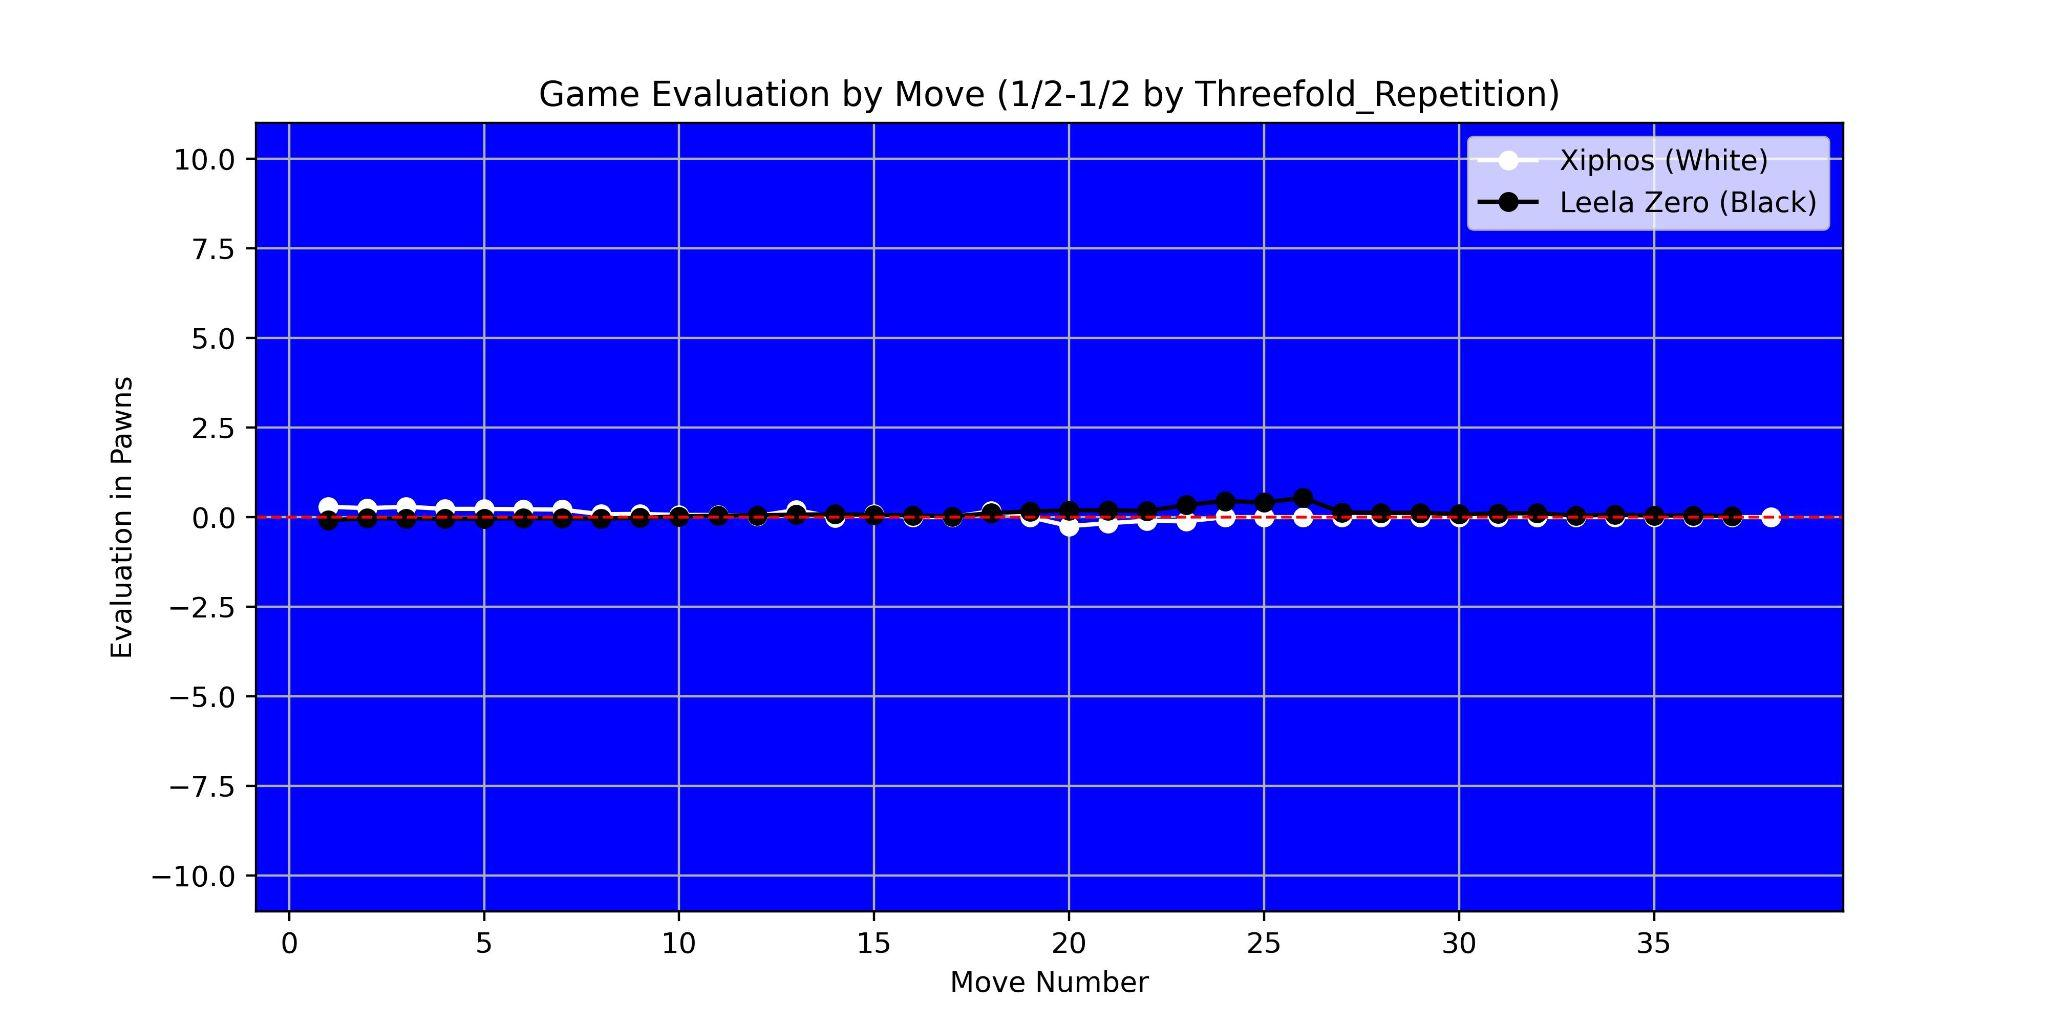 Game Evaluation by Move (1/2-1/2 by Threefold_Repetition)
Xiphos (White)
Leela Zero (Black)
Evaluation in Pawns
10.0
7.5
5.0
2.5
0.0
−2.5
−5.0
−7.5
−10.0
0 5 10 15 20 25 30 35
Move Number